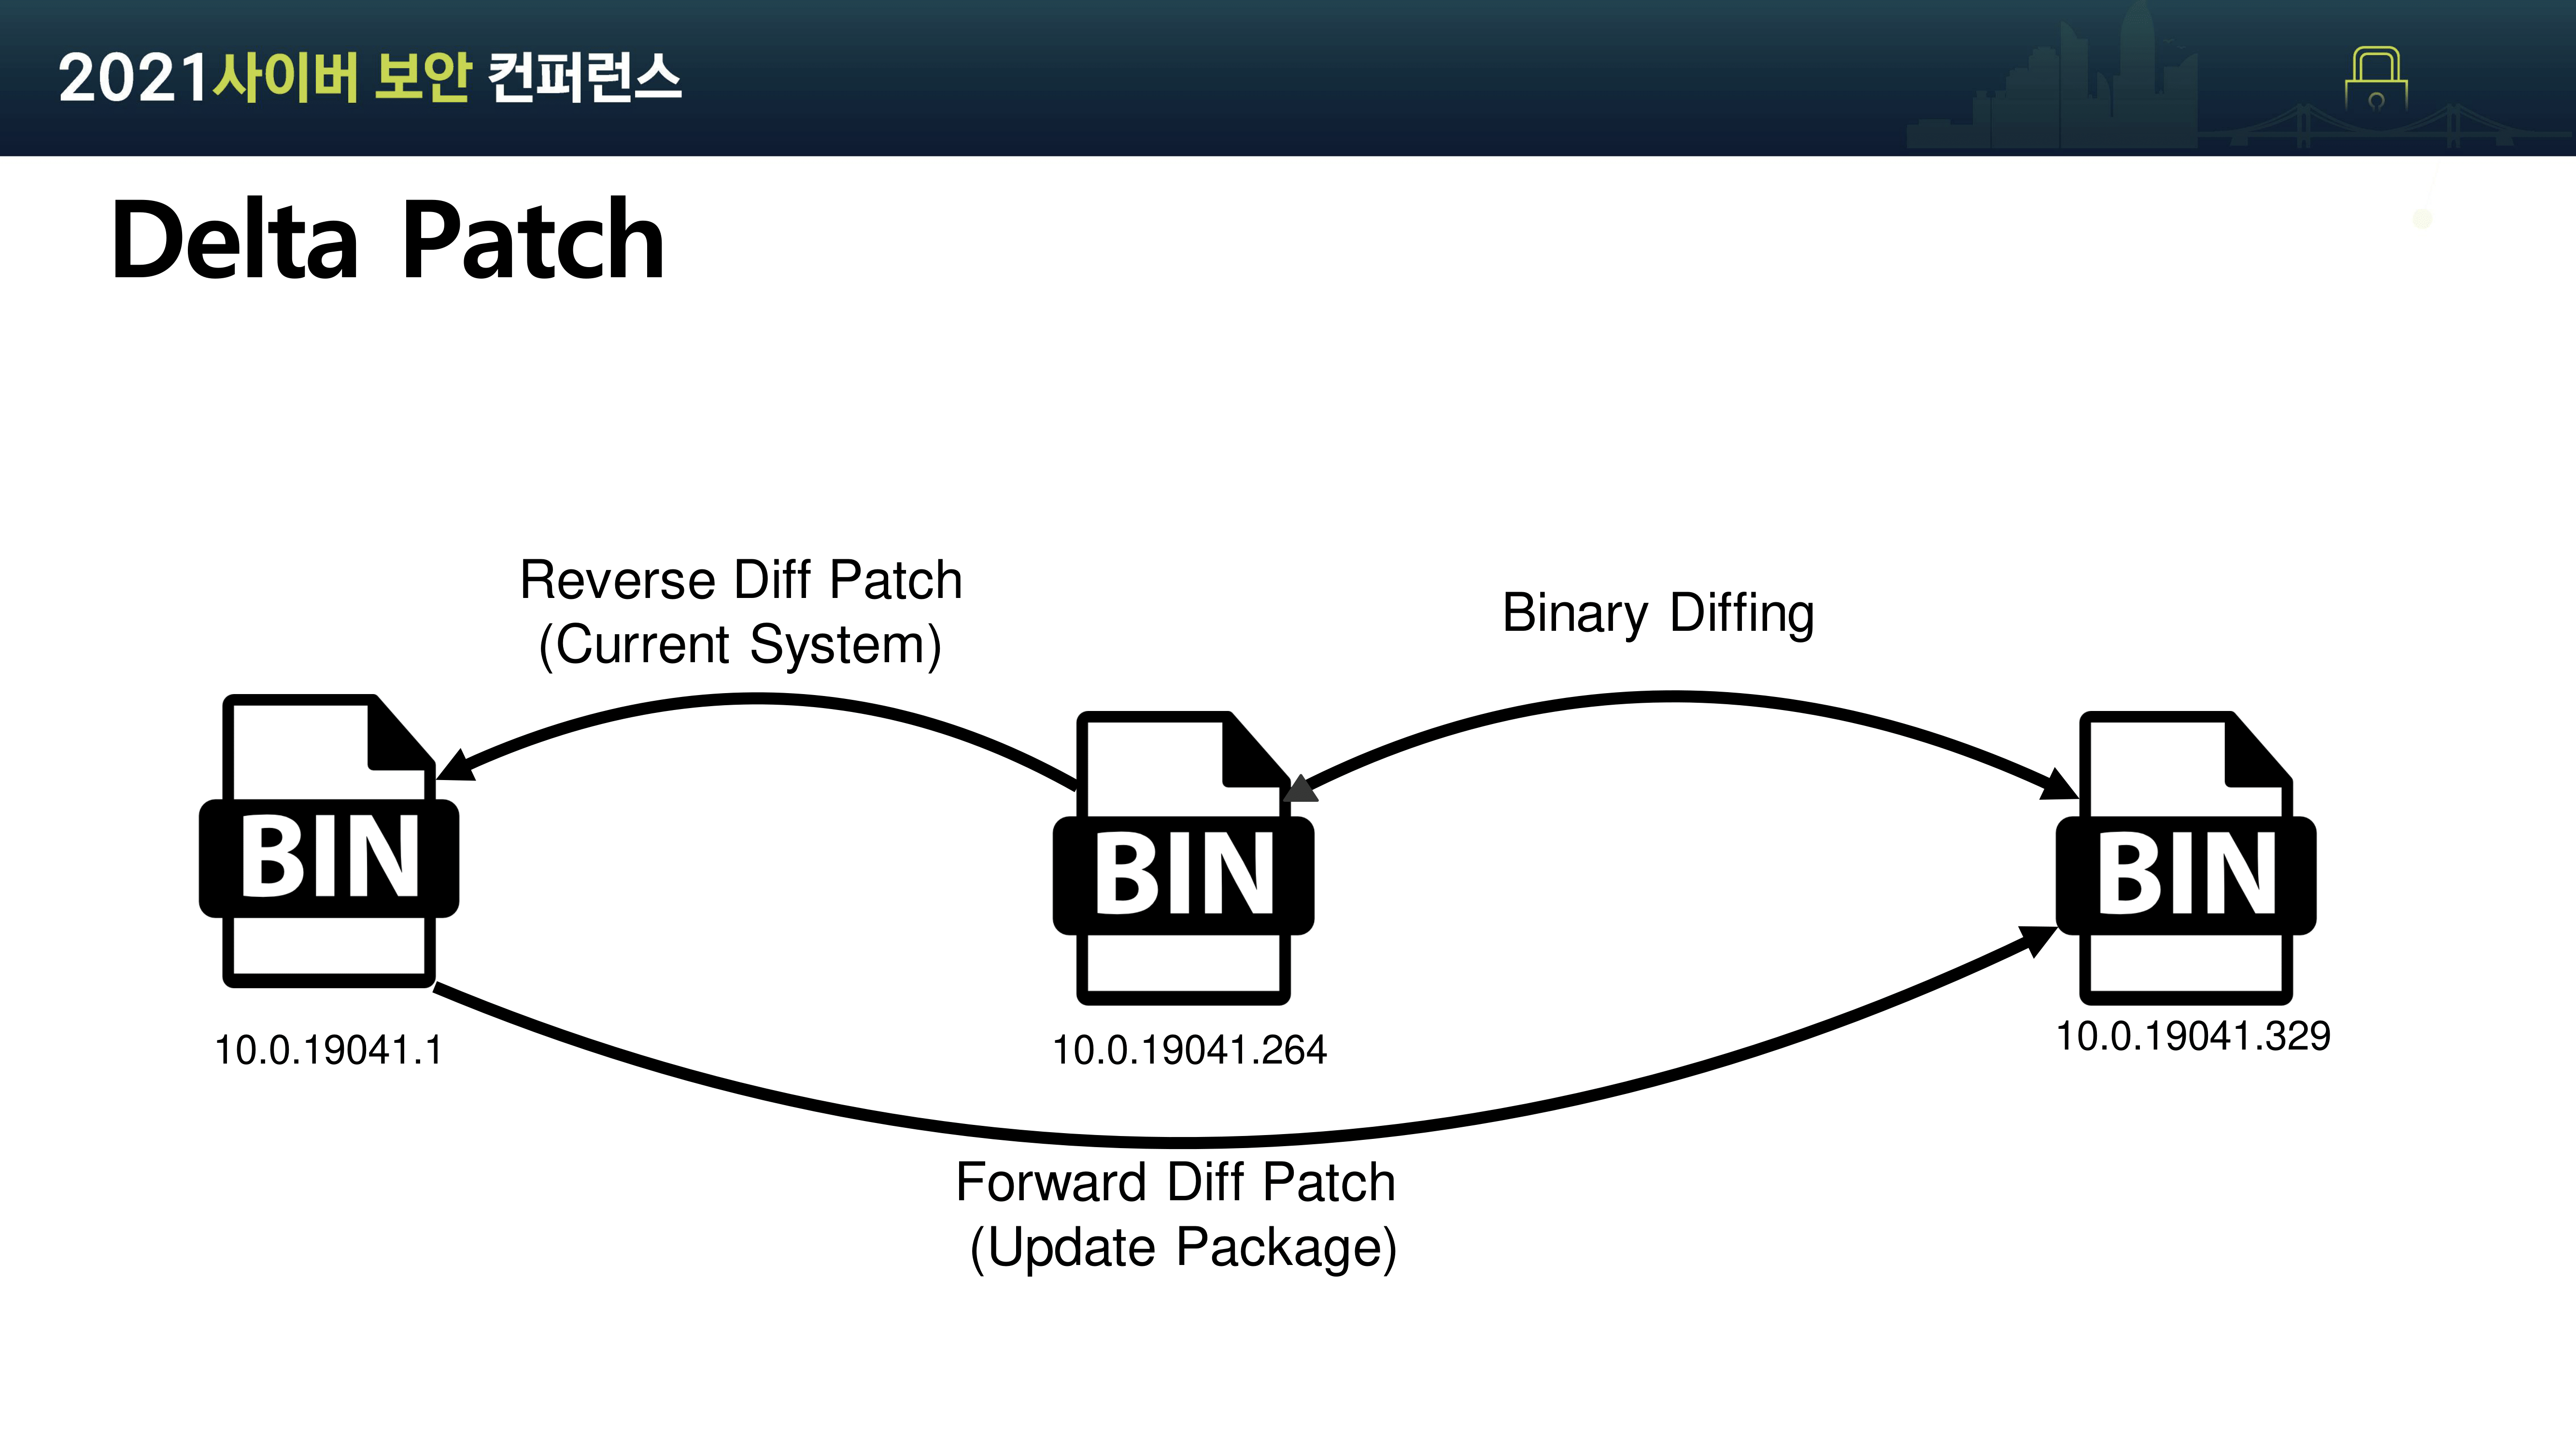 2021사이버 보안 컨퍼런스
Delta Patch
Reverse Diff Patch
(Current System)
Binary Diffing
BIN
BIN
BIN
10.0.19041.1
10.0.19041.264
10.0.19041.329
Forward Diff Patch
(Update Package)